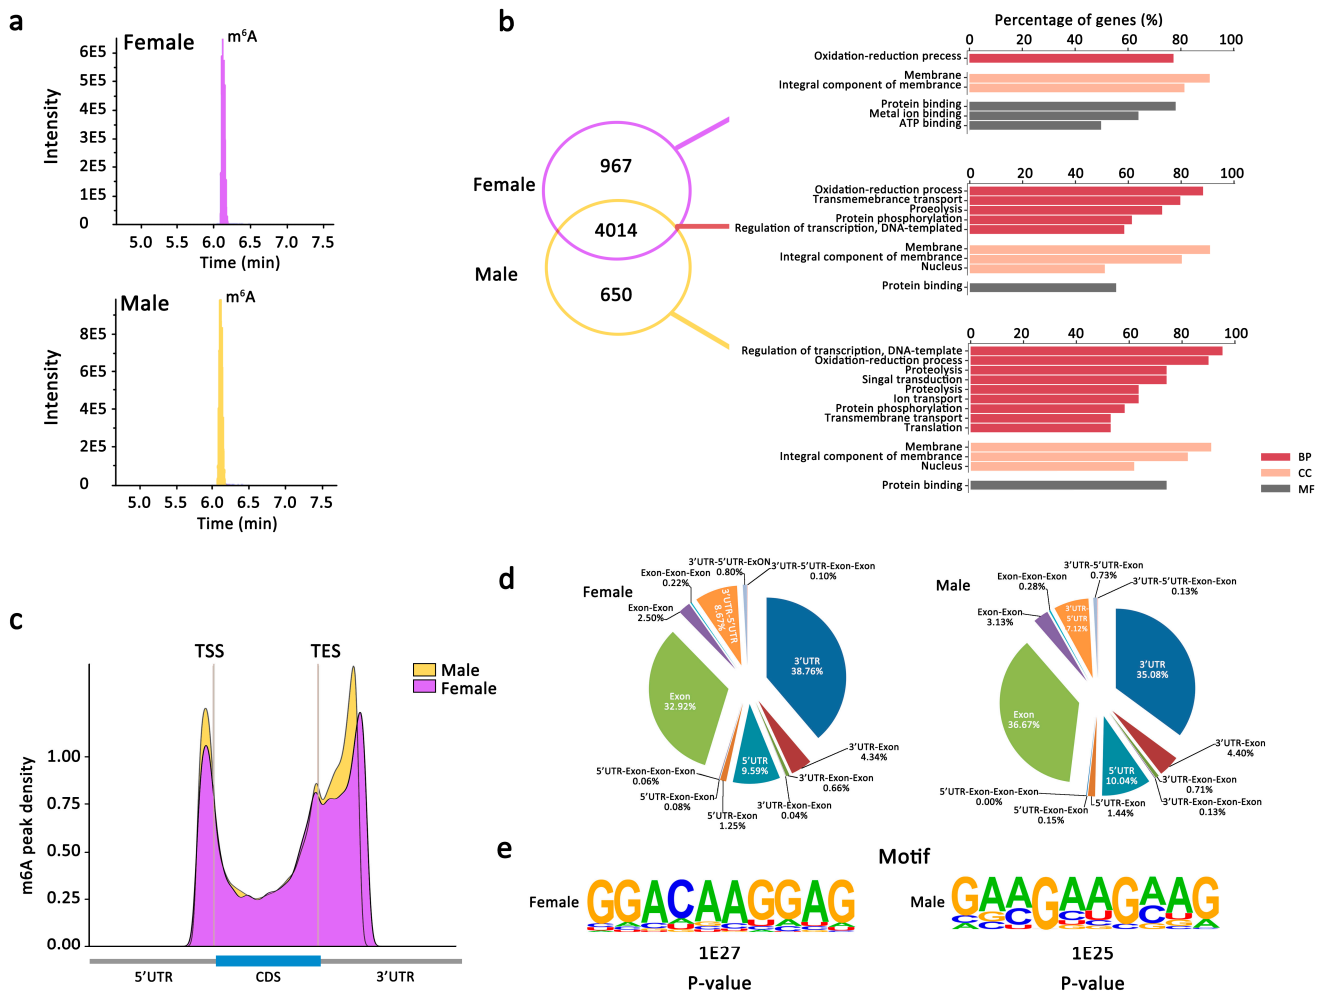 a
Female
m⁶A
6E5
5E5
4E5
3E5
2E5
1E5
0
Intensity
5.0 5.5 6.0 6.5 7.0 7.5
Time (min)
Male
m⁶A
8E5
6E5
4E5
2E5
0
Intensity
5.0 5.5 6.0 6.5 7.0 7.5
Time (min)
b
Female
967
4014
Male
650
Percentage of genes (%)
0 20 40 60 80 100
Oxidation-reduction precess
Membrane
Integral component of membrance
Protein binding
Metal ion binding
ATP binding
0 20 40 60 80 100
Oxidation-reduction process
Transmemebrance transport
Proeolysis
Protein phosphorylation
Regulation of transcription, DNA-templated
Membrane
Integral component of membrance
Nucleus
Protein binding
0 20 40 60 80 100
Regulation of transcription, DNA-template
Oxidation-reduction process
Proteolysis
Singal transduction
Proteolysis
Ion transport
Protein phosphorylation
Transmembrane transport
Translation
Membrane
Integral component of membrance
Nucleus
Protein binding
BP
CC
MF
c
TSS
TES
Male
Female
m6A peak density
1.00
0.75
0.50
0.25
0.00
5’UTR
CDS
3’UTR
d
Female
3’UTR-5’UTR-ExON
0.80%
3’UTR-5’UTR-Exon-Exon
0.10%
Exon-Exon-Exon
0.22%
Exon-Exon
2.50%
3’UTR-5’UTR
8.67%
3’UTR
38.76%
Exon
32.92%
3’UTR-Exon
4.34%
5’UTR
9.59%
3’UTR-Exon-Exon
0.66%
5’UTR-Exon-Exon-Exon
0.06%
5’UTR-Exon-Exon
0.08%
3’UTR-Exon-Exon
0.04%
5’UTR-Exon
1.25%
Male
3’UTR-5’UTR-Exon
0.73%
Exon-Exon-Exon
0.28%
3’UTR-5’UTR-Exon-Exon
0.13%
Exon-Exon
3.13%
3’UTR-
5’UTR
7.12%
3’UTR
35.08%
Exon
36.67%
3’UTR-Exon
4.40%
5’UTR
10.04%
3’UTR-Exon-Exon
0.71%
5’UTR-Exon-Exon-Exon
0.00%
3’UTR-Exon-Exon-Exon
0.13%
5’UTR-Exon-Exon
0.15%
5’UTR-Exon
1.44%
e
Motif
Female
GGACAAGGAG
1E27
P-value
Male
GAAGAAGAAG
1E25
P-value